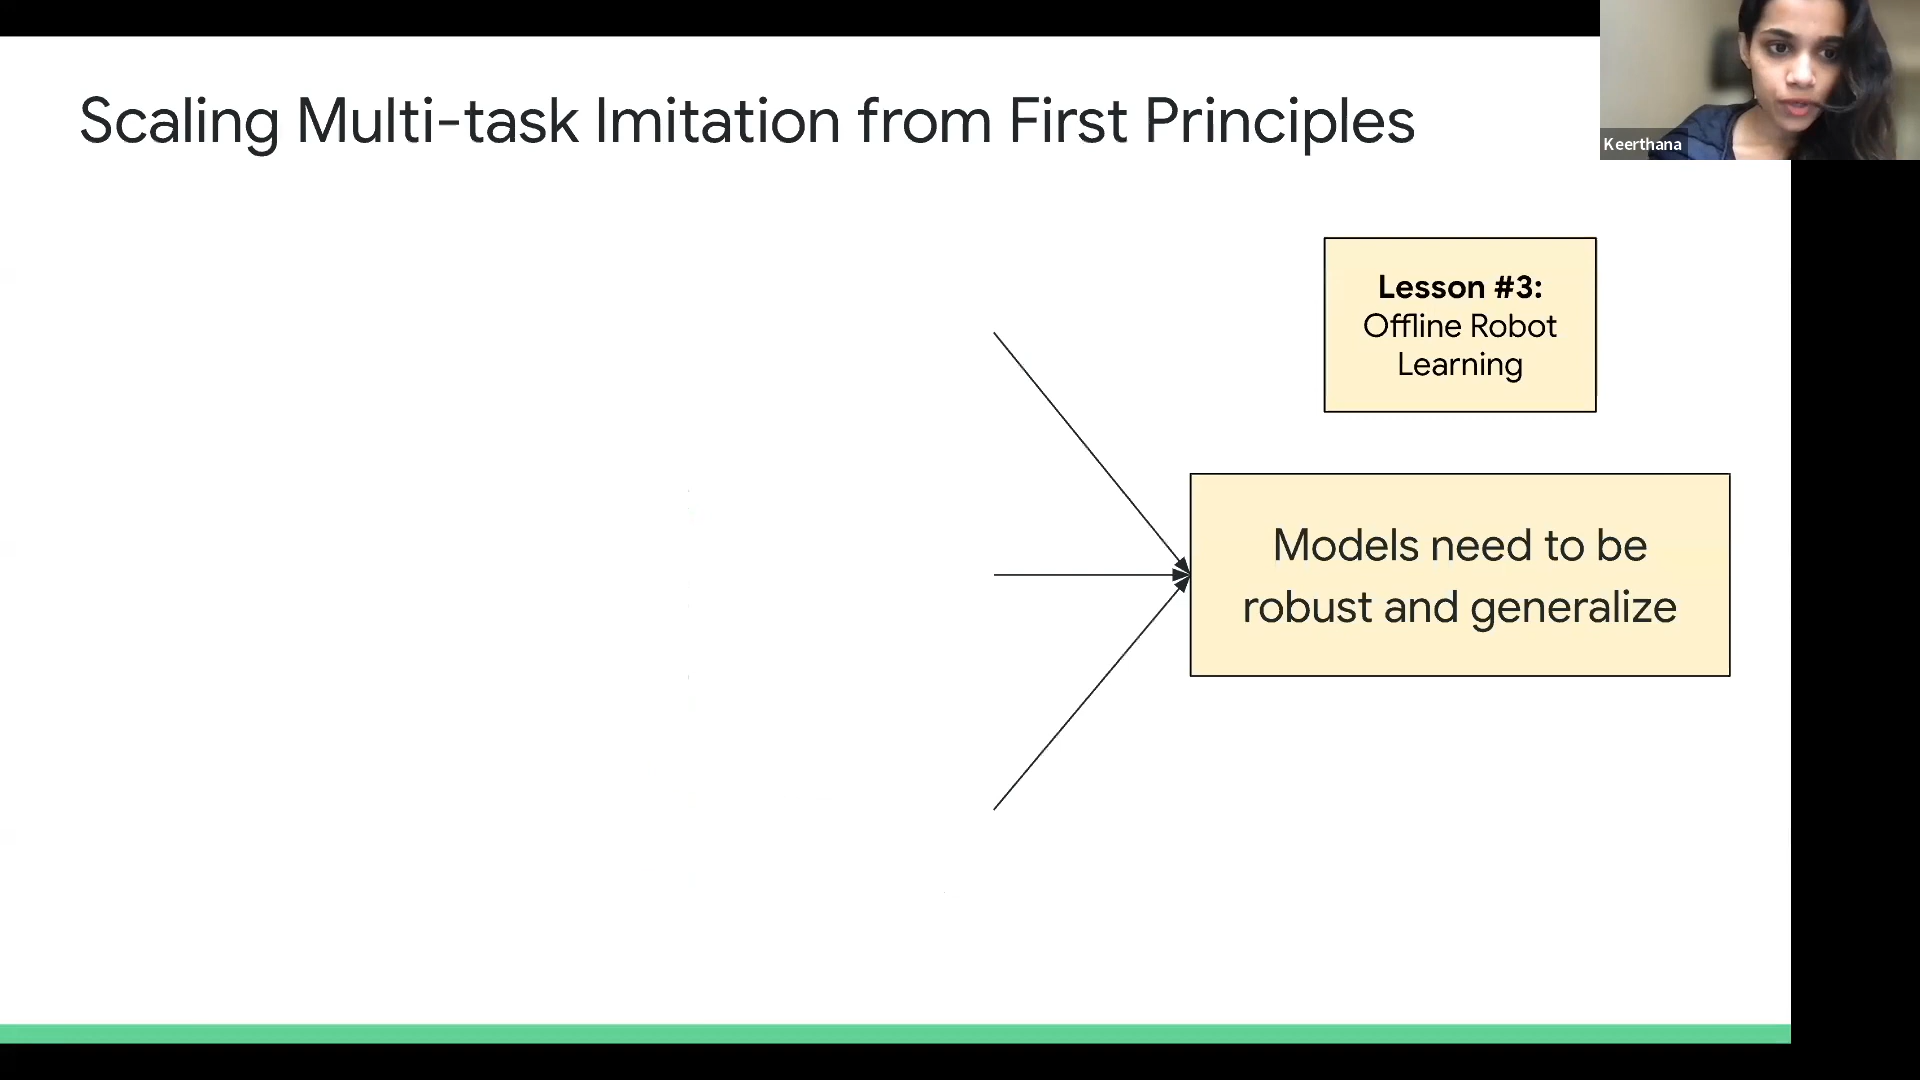 Scaling Multi-task Imitation from First Principles
Keerthana
Lesson #3:
Offline Robot
Learning
Models need to be
robust and generalize